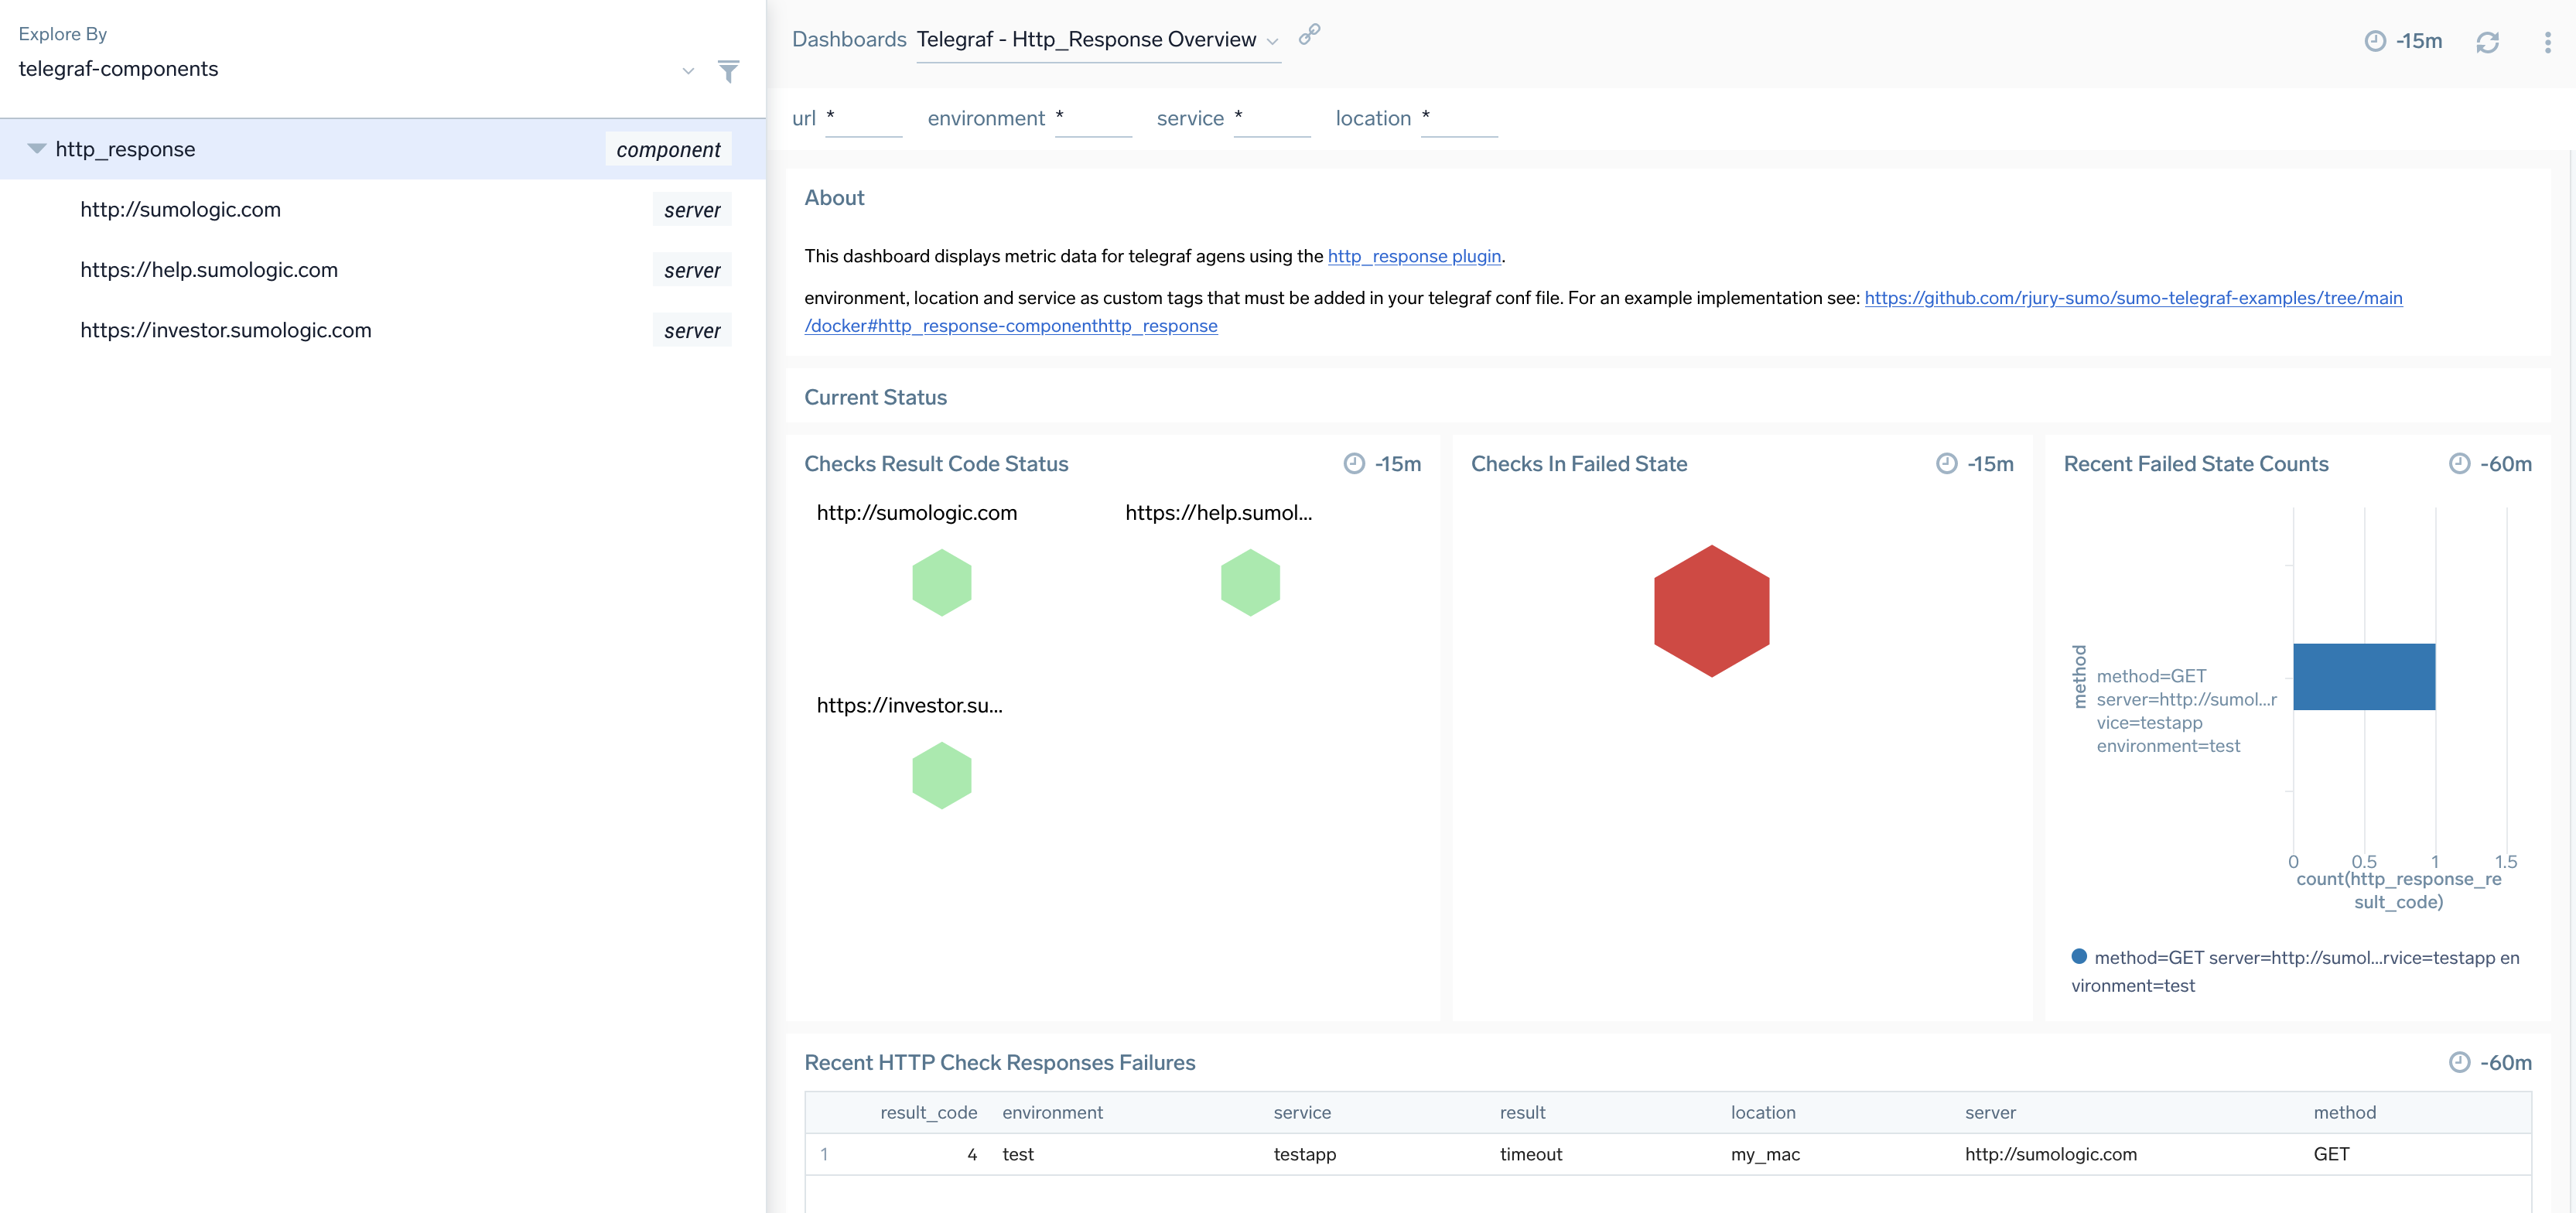 Explore By
telegraf-components
http_response component
http://sumologic.com server
https://help.sumologic.com server
https://investor.sumologic.com server
Dashboards Telegraf - Http_Response Overview -15m
url * environment * service * location *
About
This dashboard displays metric data for telegraf agens using the http_response plugin.
environment, location and service as custom tags that must be added in your telegraf conf file. For an example implementation see: https://github.com/rjury-sumo/sumo-telegraf-examples/tree/main
/docker#http_response-componenthttp_response
Current Status
Checks Result Code Status -15m
http://sumologic.com https://help.sumol...
https://investor.su...
Checks In Failed State -15m
Recent Failed State Counts -60m
method
method=GET
server=http://sumol...r
vice=testapp
environment=test
0 0.5 1 1.5
count(http_response_re
sult_code)
method=GET server=http://sumol...rvice=testapp en
vironment=test
Recent HTTP Check Responses Failures -60m
result_code environment service result location server method
1 4 test testapp timeout my_mac http://sumologic.com GET